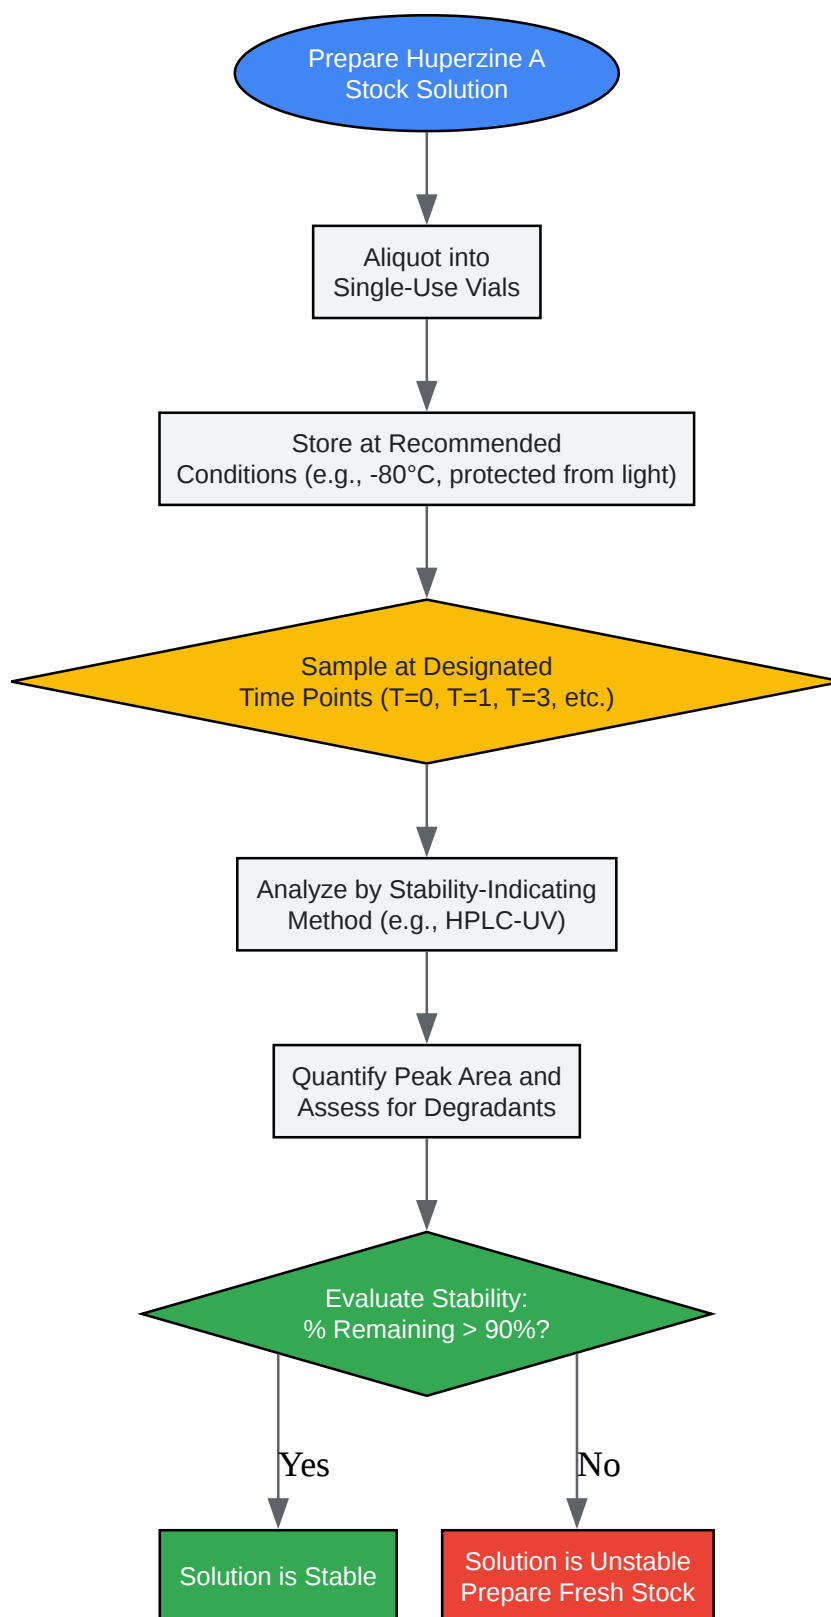 Prepare Huperzine A
Stock Solution
Aliquot into
Single-Use Vials
Store at Recommended
Conditions (e.g., -80°C, protected from light)
Sample at Designated
Time Points (T=0, T=1, T=3, etc.)
Analyze by Stability-Indicating
Method (e.g., HPLC-UV)
Quantify Peak Area and
Assess for Degradants
Evaluate Stability:
% Remaining > 90%?
Yes
No
Solution is Stable
Solution is Unstable
Prepare Fresh Stock